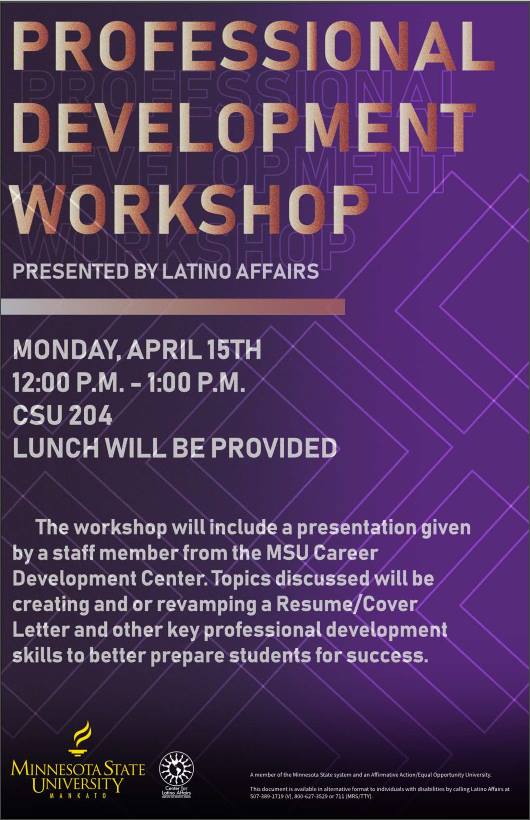 PROFESSIONAL
DEVELOPMENT
WORKSHOP
PRESENTED BY LATINO AFFAIRS
MONDAY, APRIL 15TH
12:00 P.M. - 1:00 P.M.
CSU 204
LUNCH WILL BE PROVIDED
The workshop will include a presentation given
by a staff member from the MSU Career
Development Center. Topics discussed will be
creating and or revamping a Resume/Cover
Letter and other key professional development
skills to better prepare students for success.
MINNESOTA STATE
UNIVERSITY
MANKATO
Center for
Latino Affairs
A member of the Minnesota State system and an Affirmative Action/Equal Opportunity University.
This document is available in alternative format to individuals with disabilities by calling Latino Affairs at
507-389-1719 (V), 800-627-3529 or 711 (MRS/TTY).